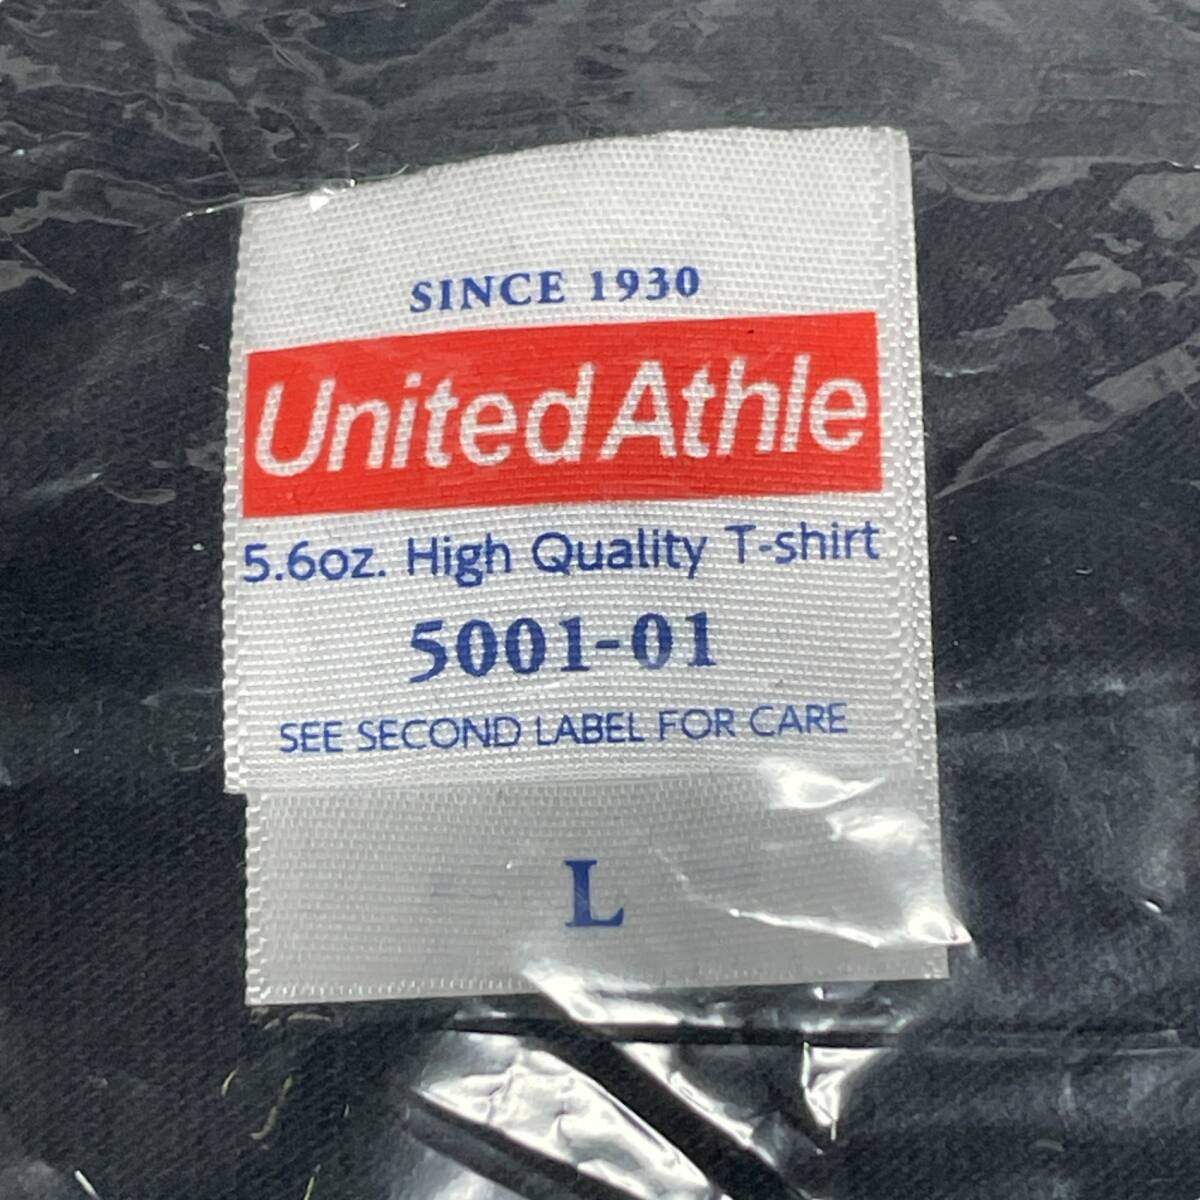 SINCE 1930
United Athle
5.6oz. High Quality T-shirt
5001-01
SEE SECOND LABEL FOR CARE
L